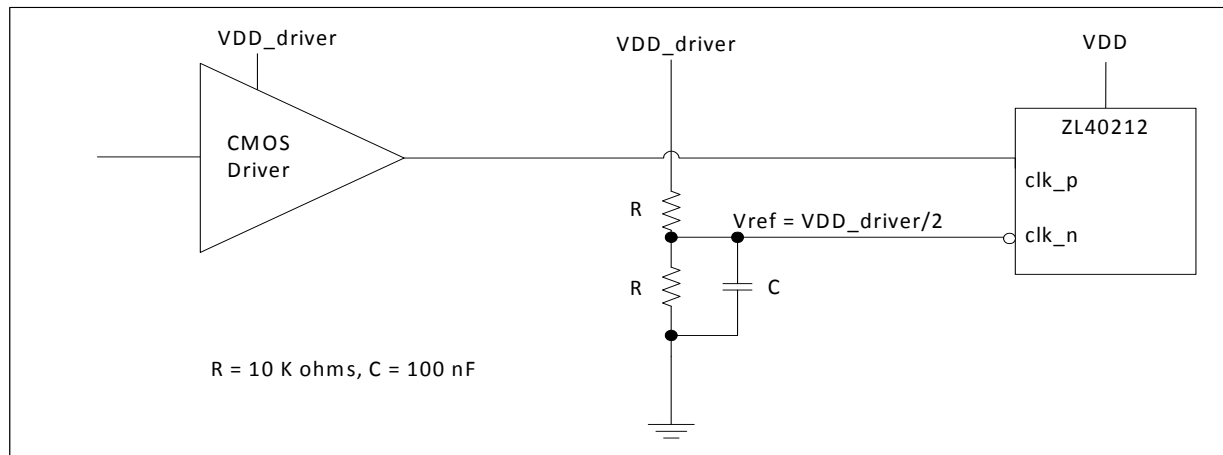 VDD_driver
VDD_driver
VDD
CMOS
Driver
ZL40212
clk_p
R
Vref = VDD_driver/2
clk_n
R
C
R = 10 K ohms, C = 100 nF